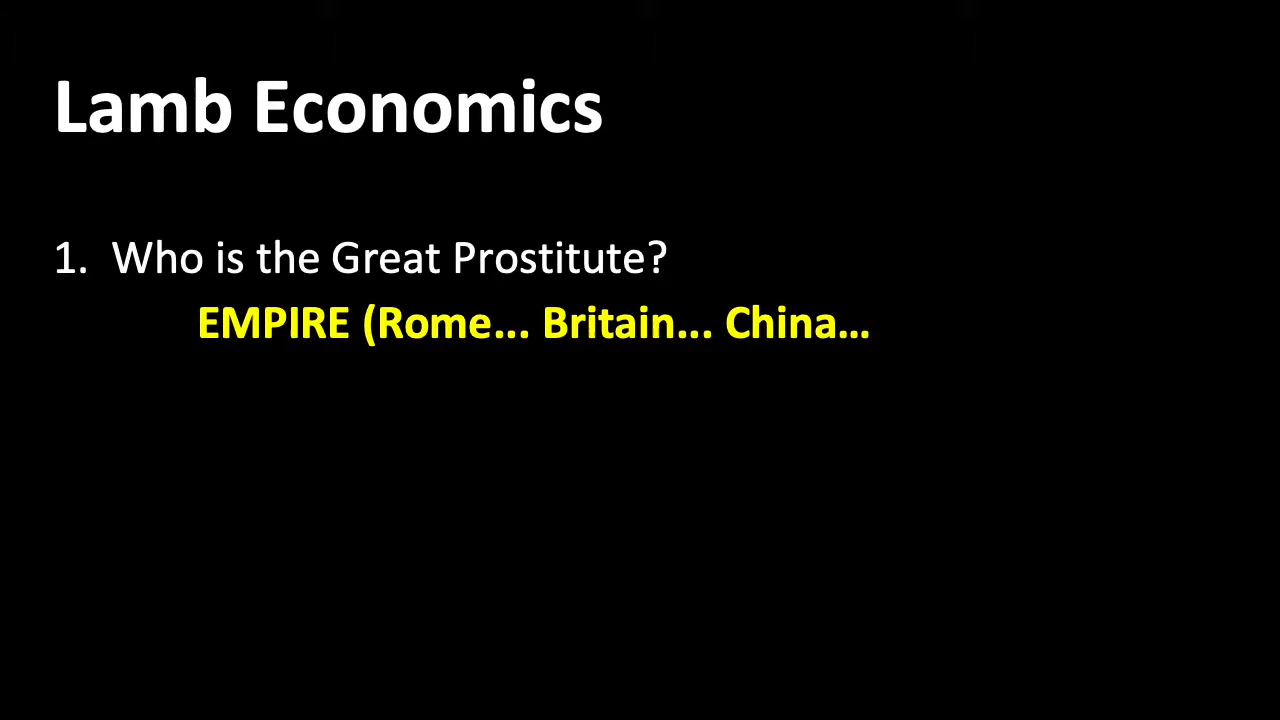 Lamb Economics
1. Who is the Great Prostitute?
EMPIRE (Rome... Britain... China...